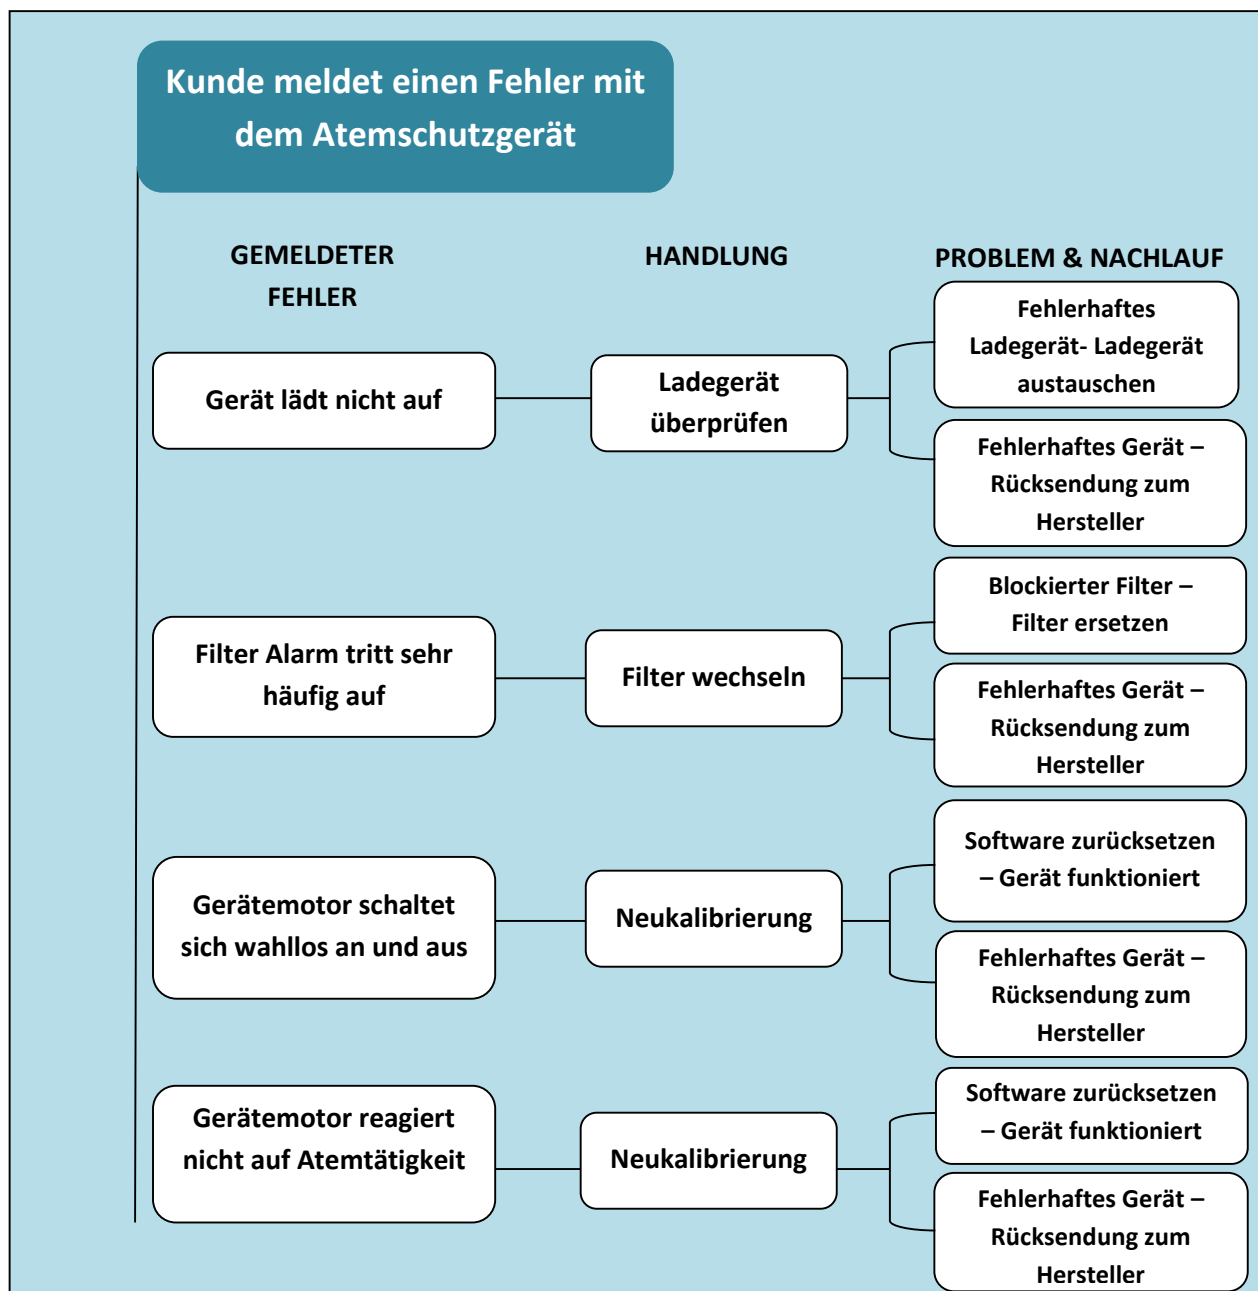 Kunde meldet einen Fehler mit
dem Atemschutzgerät
GEMELDETER
FEHLER
HANDLUNG
PROBLEM & NACHLAUF
Gerät lädt nicht auf
Ladegerät
überprüfen
Fehlerhaftes
Ladegerät- Ladegerät
austauschen
Fehlerhaftes Gerät –
Rücksendung zum
Hersteller
Filter Alarm tritt sehr
häufig auf
Filter wechseln
Blockierter Filter –
Filter ersetzen
Fehlerhaftes Gerät –
Rücksendung zum
Hersteller
Gerätemotor schaltet
sich wahllos an und aus
Neukalibrierung
Software zurücksetzen
– Gerät funktioniert
Fehlerhaftes Gerät –
Rücksendung zum
Hersteller
Gerätemotor reagiert
nicht auf Atemtätigkeit
Neukalibrierung
Software zurücksetzen
– Gerät funktioniert
Fehlerhaftes Gerät –
Rücksendung zum
Hersteller